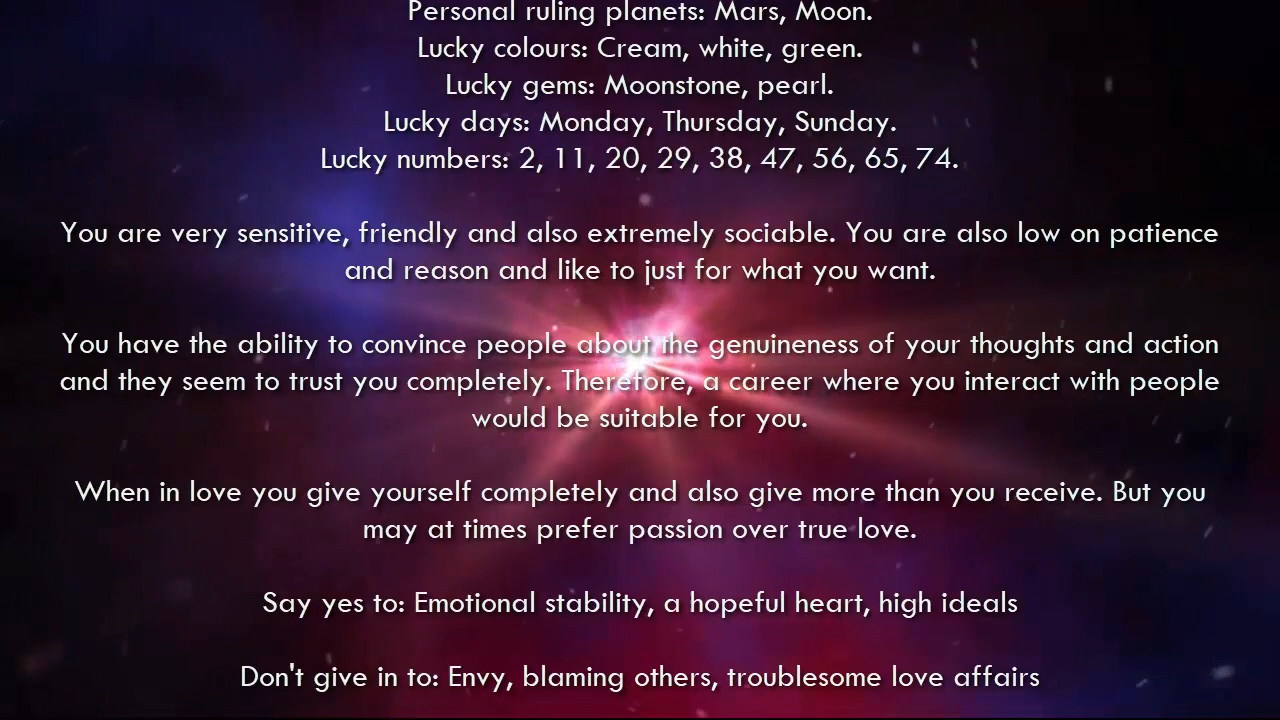 Personal ruling planets: Mars, Moon.
Lucky colours: Cream, white, green.
Lucky gems: Moonstone, pearl.
Lucky days: Monday, Thursday, Sunday.
Lucky numbers: 2, 11, 20, 29, 38, 47, 56, 65, 74.
You are very sensitive, friendly and also extremely sociable. You are also low on patience
and reason and like to just for what you want.
You have the ability to convince people about the genuineness of your thoughts and action
and they seem to trust you completely. Therefore, a career where you interact with people
would be suitable for you.
When in love you give yourself completely and also give more than you receive. But you
may at times prefer passion over true love.
Say yes to: Emotional stability, a hopeful heart, high ideals
Don't give in to: Envy, blaming others, troublesome love affairs